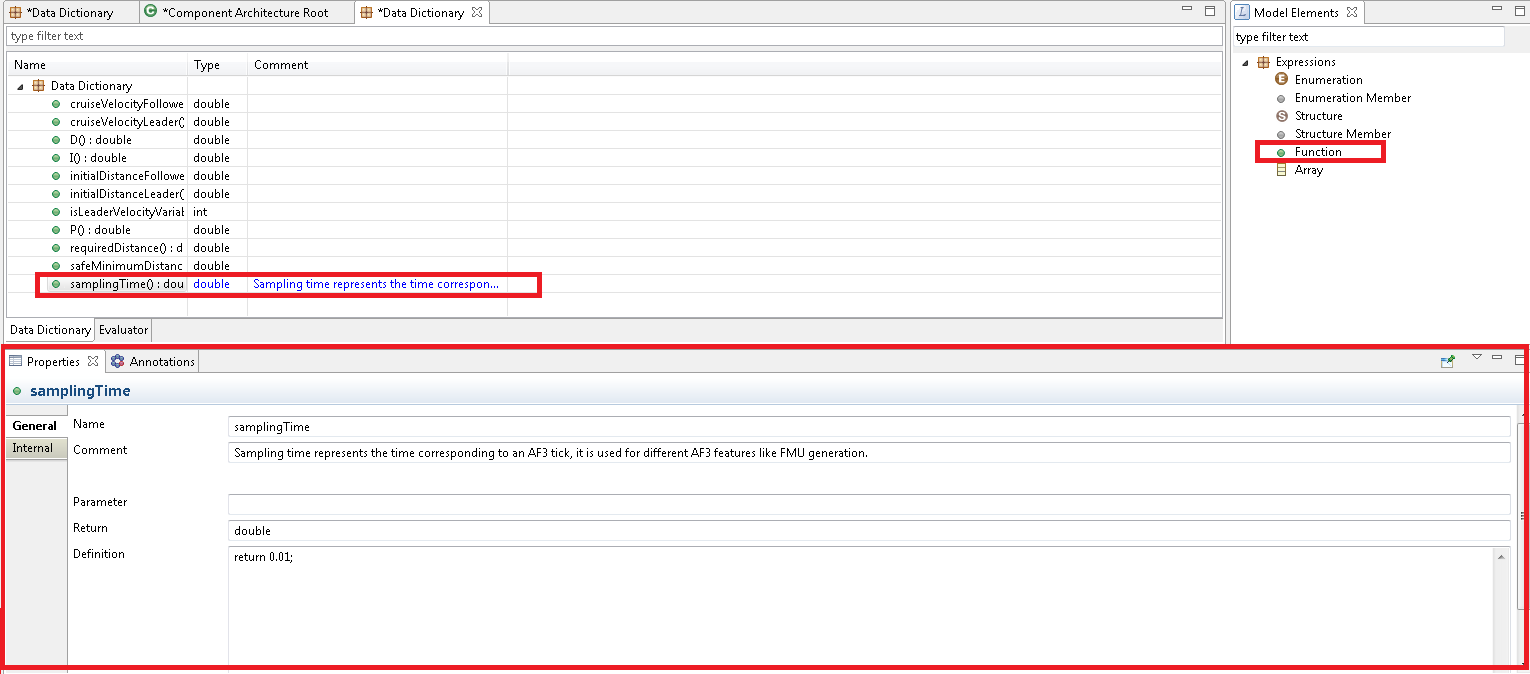 *Data Dictionary *Component Architecture Root *Data Dictionary
type filter text
Name Type Comment
Data Dictionary
cruiseVelocityFollowe double
cruiseVelocityLeader() double
D() : double double
I() : double double
initialDistanceFollowe double
initialDistanceLeader( double
isLeaderVelocityVarial int
P() : double double
requiredDistance() : d double
safeMinimumDistanc double
samplingTime() : dou double Sampling time represents the time correspon...
Data Dictionary Evaluator
Model Elements
type filter text
Expressions
E Enumeration
Enumeration Member
S Structure
Structure Member
Function
Array
Properties Annotations
samplingTime
General
Internal
Name samplingTime
Comment Sampling time represents the time corresponding to an AF3 tick, it is used for different AF3 features like FMU generation.
Parameter
Return double
Definition return 0.01;